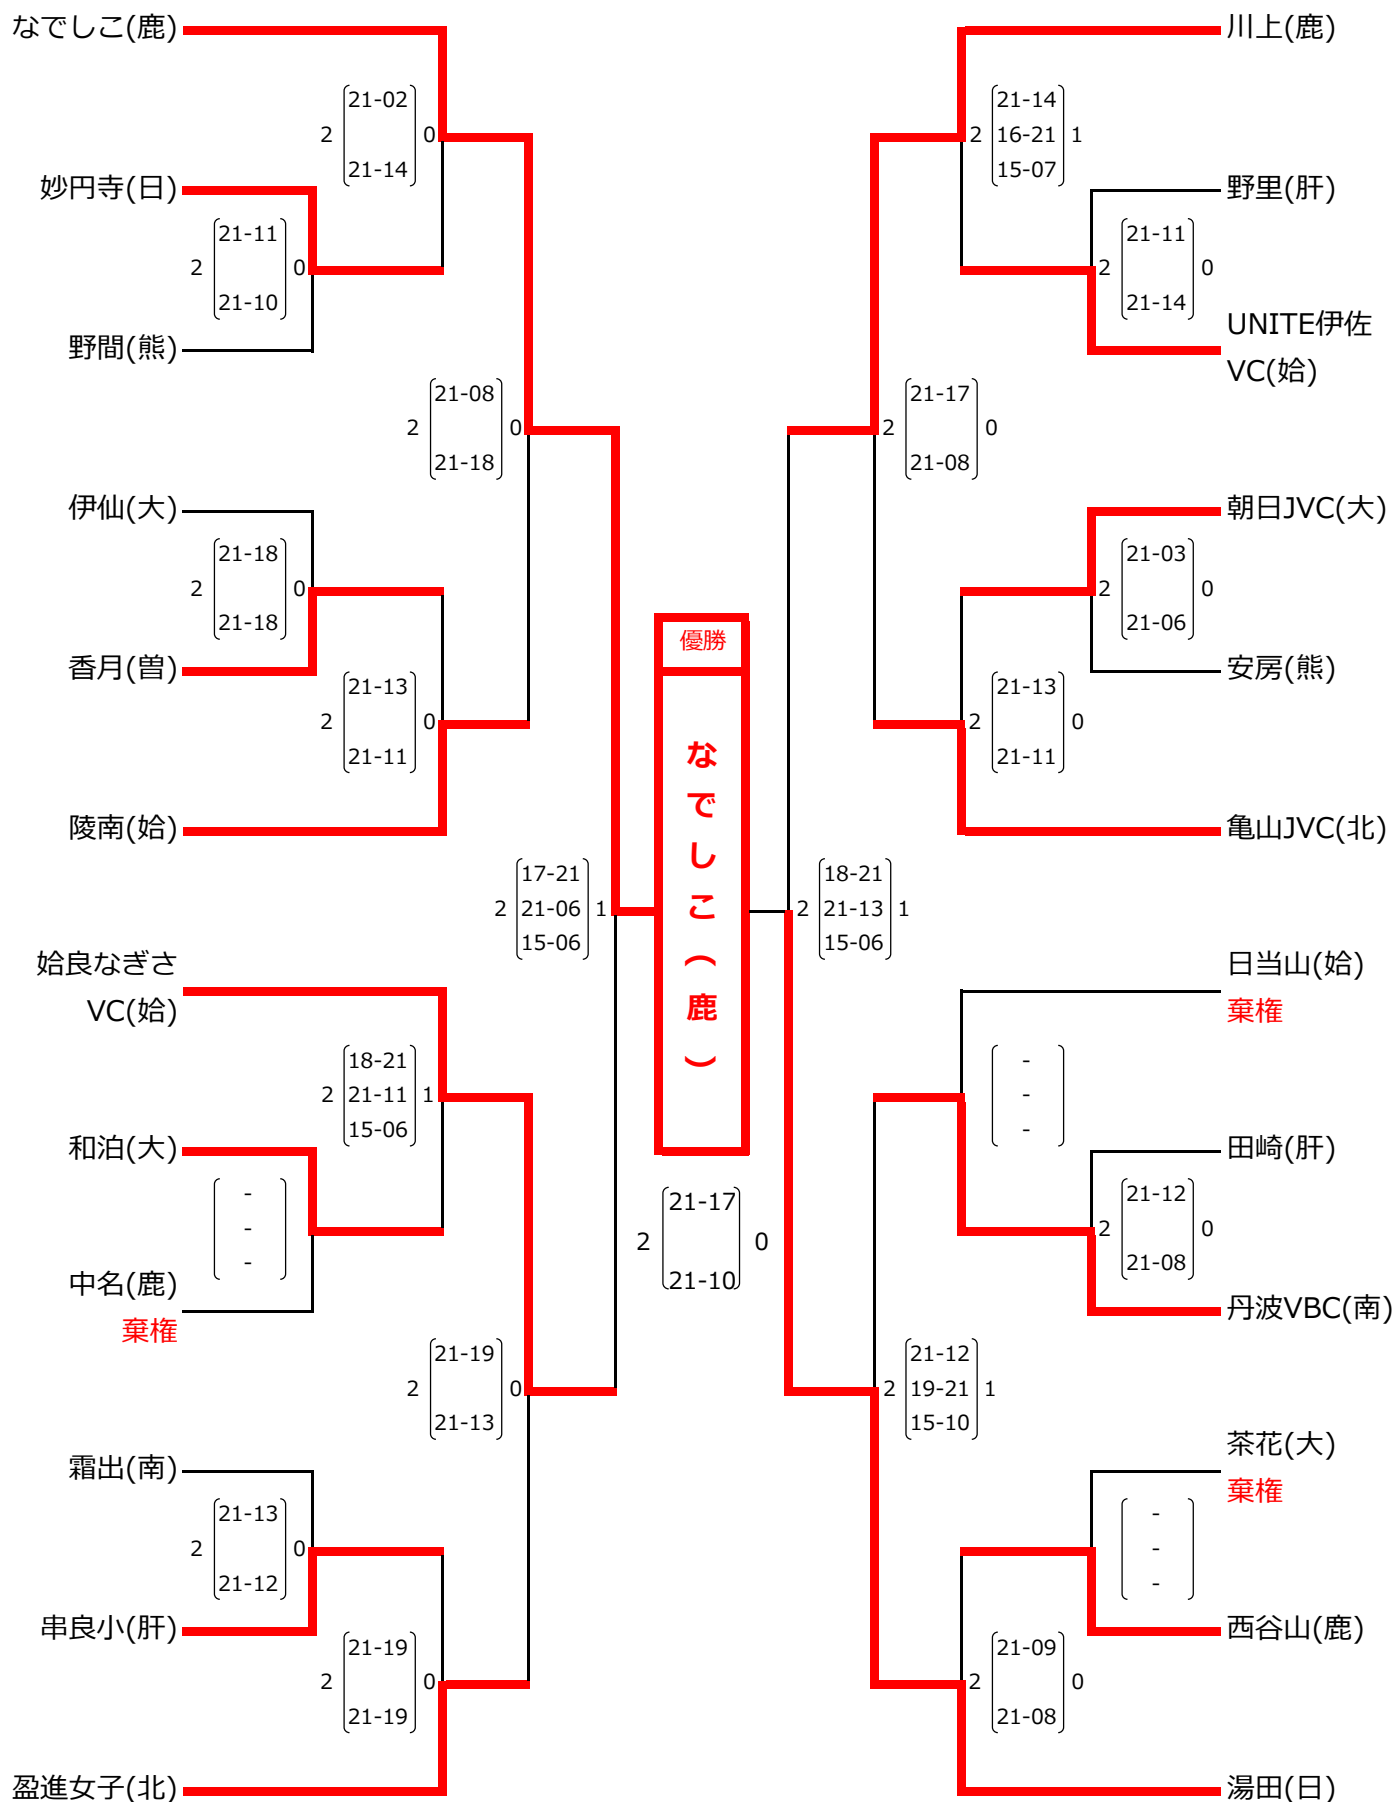 なでしこ(鹿)
21-02
2 0
21-14
妙円寺(日)
21-11
2 0
21-10
野間(熊)
21-08
2 0
21-18
伊仙(大)
21-18
2 0
21-18
香月(曽)
21-13
2 0
21-11
陵南(姶)
17-21
2 21-06 1
15-06
姶良なぎさ
VC(姶)
18-21
2 21-11 1
15-06
和泊(大)
-
-
-
中名(鹿)
棄権
21-19
2 0
21-13
霜出(南)
21-13
2 0
21-12
串良小(肝)
21-19
2 0
21-19
盈進女子(北)
優勝
なでしこ(鹿)
21-17
2 0
21-10
川上(鹿)
21-14
2 16-21 1
15-07
野里(肝)
21-11
2 0
21-14
UNITE伊佐
VC(姶)
21-17
2 0
21-08
朝日JVC(大)
21-03
2 0
21-06
安房(熊)
21-13
2 0
21-11
亀山JVC(北)
18-21
2 21-13 1
15-06
日当山(姶)
棄権
-
-
-
田崎(肝)
21-12
2 0
21-08
丹波VBC(南)
21-12
2 19-21 1
15-10
茶花(大)
棄権
-
-
-
西谷山(鹿)
21-09
2 0
21-08
湯田(日)